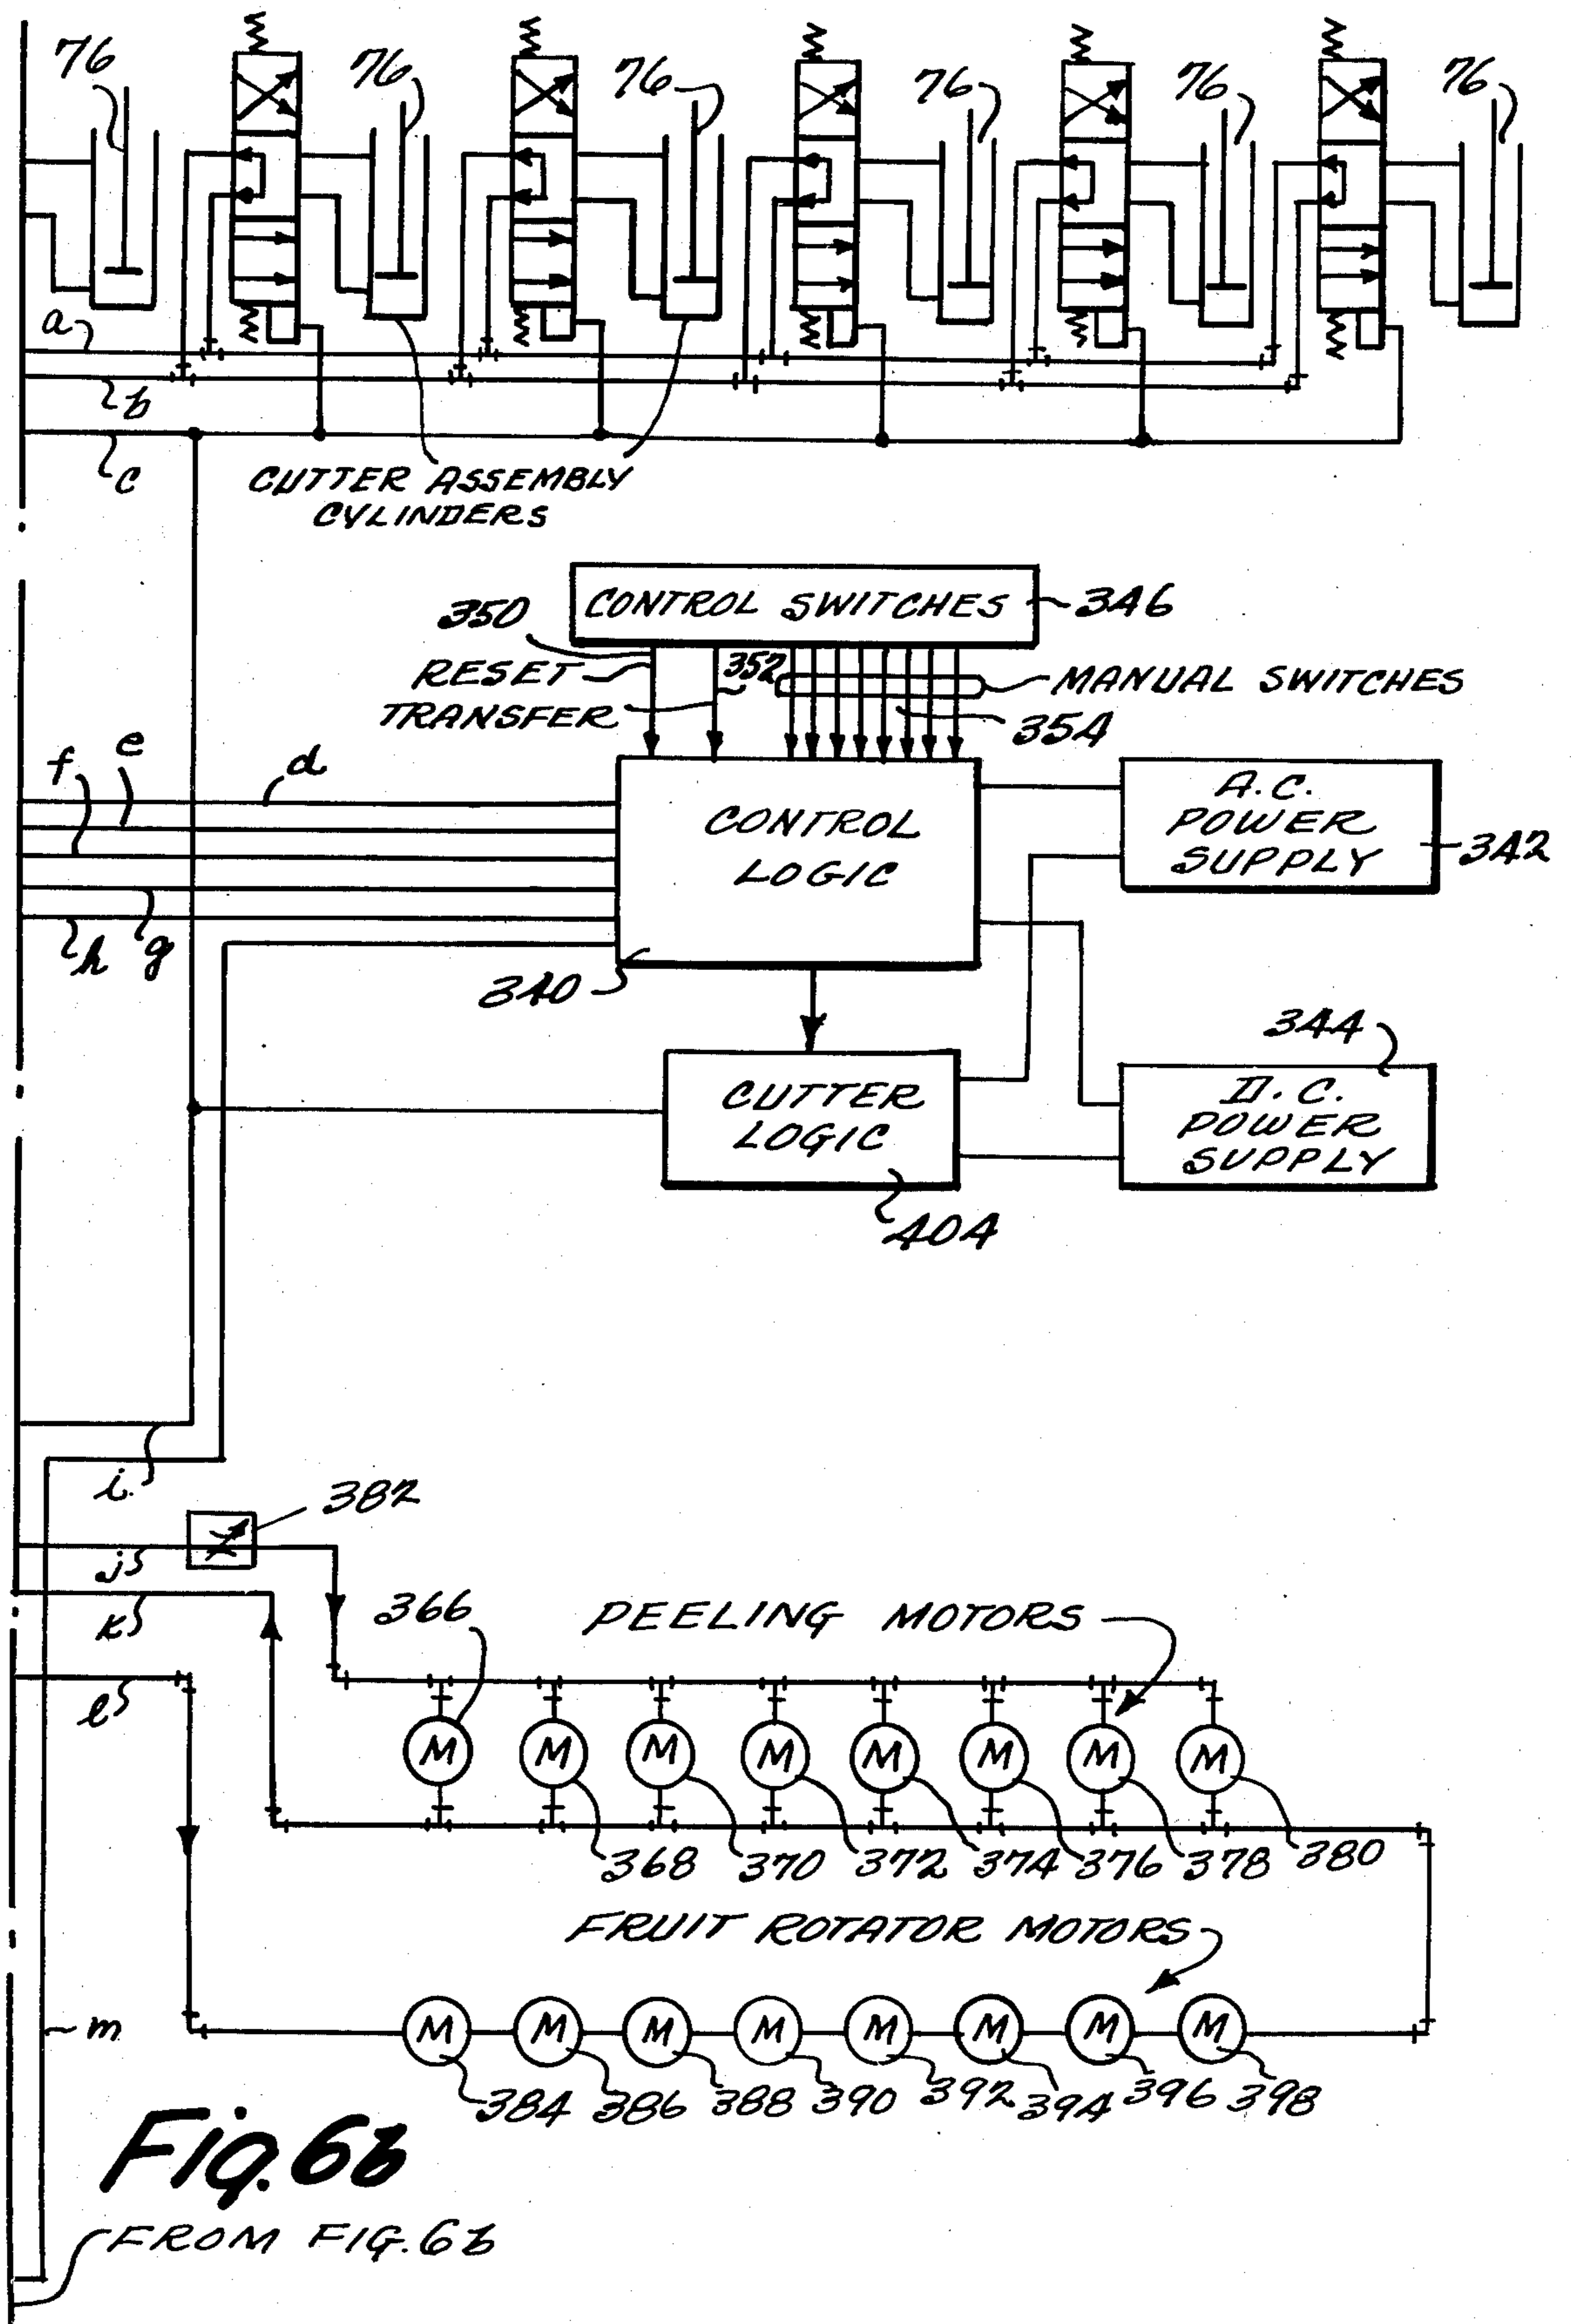 76 76 76 76 76 76
a
b
c
CUTTER ASSEMBLY
CYLINDERS
CONTROL SWITCHES 346
350
RESET 352 MANUAL SWITCHES
TRANSFER 354
f e d
CONTROL
LOGIC
A.C.
POWER
SUPPLY 342
h g
340
344
CUTTER
LOGIC
D.C.
POWER
SUPPLY
404
i
382
j
k
366 PEELING MOTORS
l
M M M M M M M M
368 370 372 374 376 378 380
FRUIT ROTATOR MOTORS
m
M M M M M M M M
384 386 388 390 392 394 396 398
Fig. 6b
FROM FIG. 6b